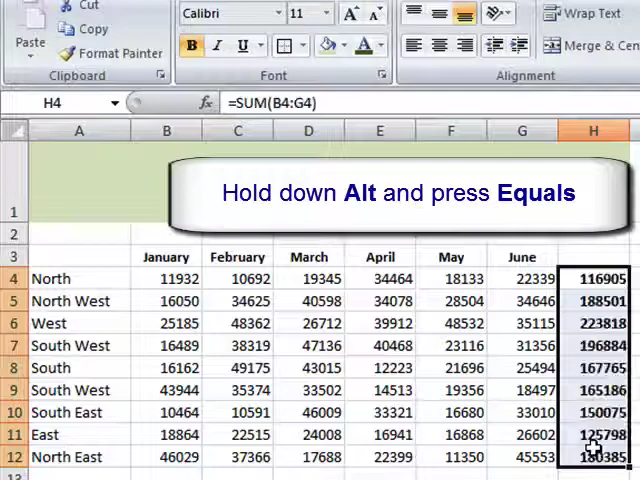 Cut
Calibri 11 A A Wrap Text
Paste Copy
Format Painter B I U A Merge & Cen
Clipboard Font Alignment
H4 fx =SUM(B4:G4)
A B C D E F G H
Hold down Alt and press Equals
1
2
3 January February March April May June
4 North 11932 10692 19345 34464 18133 22339 116905
5 North West 16050 34625 40598 34078 28504 34646 188501
6 West 25185 48362 26712 39912 48532 35115 223818
7 South West 16489 38319 47136 40468 23116 31356 196884
8 South 16162 49175 43011 12223 21696 25494 167765
9 South West 43944 35374 33502 14513 19356 18497 165186
10 South East 10464 10591 46009 33321 16680 33010 150075
11 East 18864 22515 24008 16941 16868 26602 125798
12 North East 46029 37366 17688 22399 11350 45553 180385